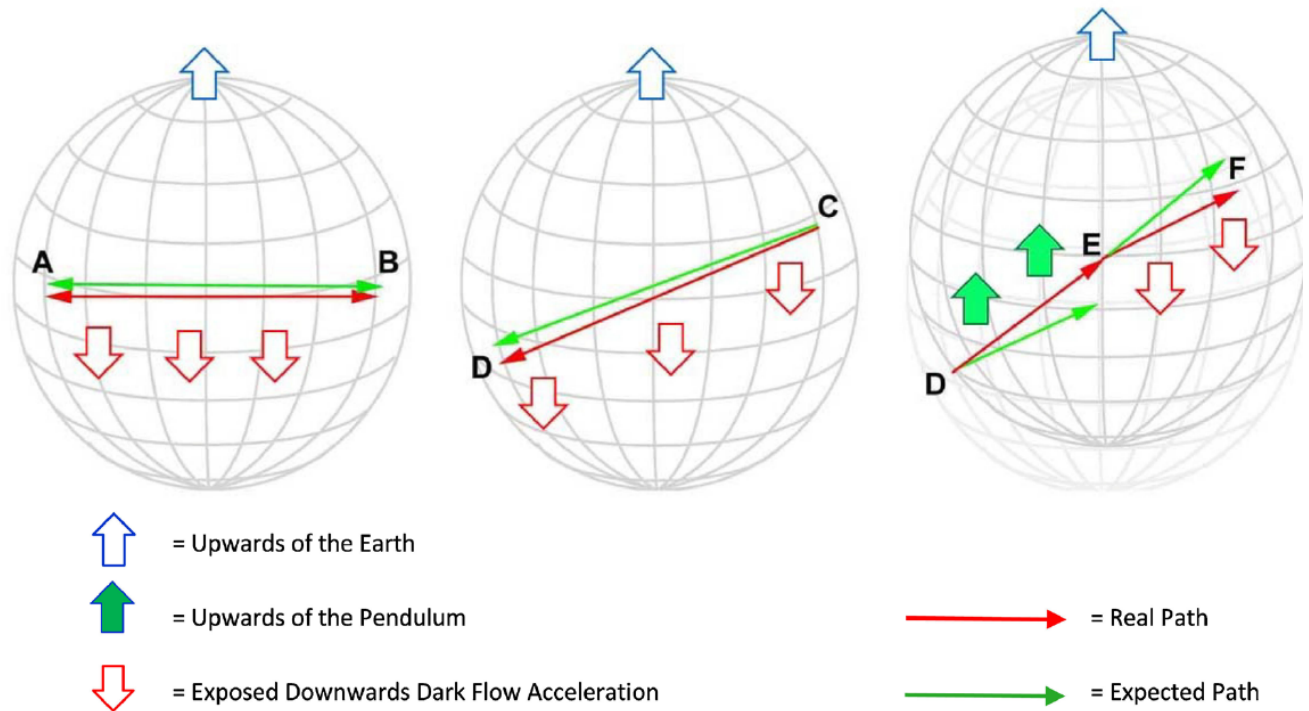 A
B
C
D
D
E
F
= Upwards of the Earth
= Upwards of the Pendulum
= Exposed Downwards Dark Flow Acceleration
= Real Path
= Expected Path